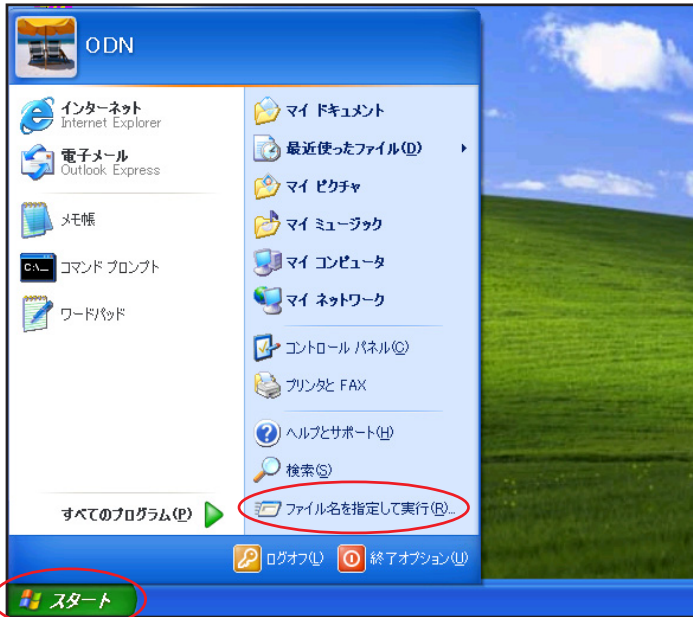 ODN
インターネット
Internet Explorer
電子メール
Outlook Express
メモ帳
C:\_
コマンド プロンプト
ワードパッド
すべてのプログラム(P)
マイ ドキュメント
最近使ったファイル(D)
マイ ピクチャ
マイ ミュージック
マイ コンピュータ
マイ ネットワーク
コントロール パネル(C)
プリンタと FAX
ヘルプとサポート(H)
検索(S)
ファイル名を指定して実行(R)...
ログオフ(L)
終了オプション(U)
スタート